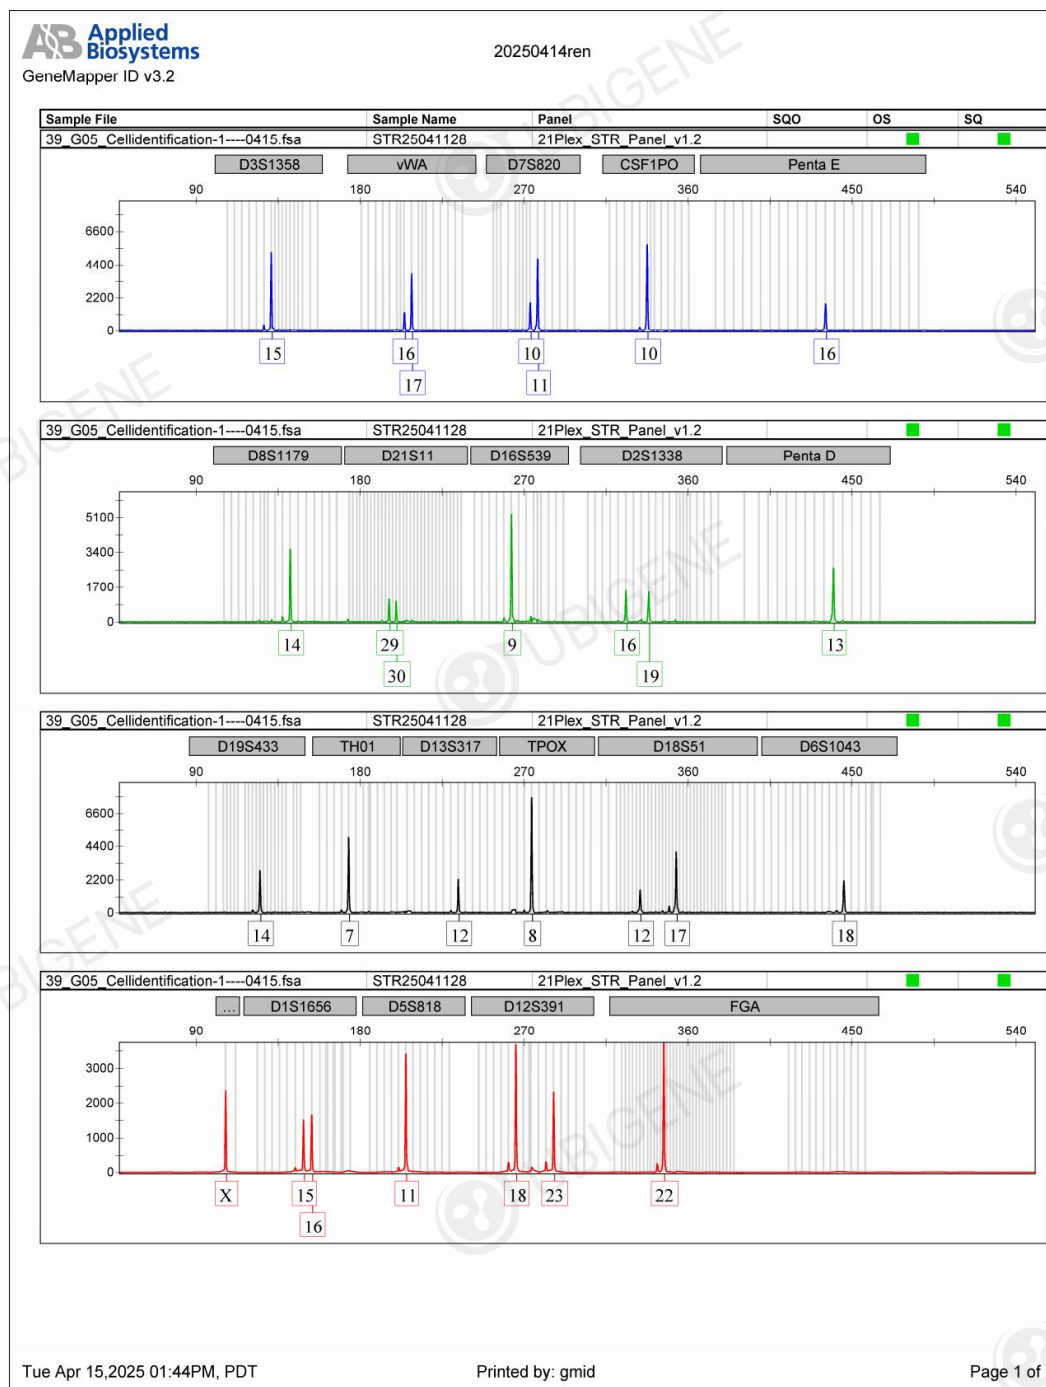 AB Applied Biosystems
GeneMapper ID v3.2
20250414ren
Sample File Sample Name Panel SQO OS SQ
39_G05_Cellidentification-1----0415.fsa STR25041128 21Plex_STR_Panel_v1.2
D3S1358 vWA D7S820 CSF1PO Penta E
90 180 270 360 450 540
6600
4400
2200
0
15 16 10 10 16
17 11
39_G05_Cellidentification-1----0415.fsa STR25041128 21Plex_STR_Panel_v1.2
D8S1179 D21S11 D16S539 D2S1338 Penta D
90 180 270 360 450 540
5100
3400
1700
0
14 29 9 16 13
30 19
39_G05_Cellidentification-1----0415.fsa STR25041128 21Plex_STR_Panel_v1.2
D19S433 TH01 D13S317 TPOX D18S51 D6S1043
90 180 270 360 450 540
6600
4400
2200
0
14 7 12 8 12 17 18
39_G05_Cellidentification-1----0415.fsa STR25041128 21Plex_STR_Panel_v1.2
... D1S1656 D5S818 D12S391 FGA
90 180 270 360 450 540
3000
2000
1000
0
X 15 11 18 23 22
16
Tue Apr 15,2025 01:44PM, PDT Printed by: gmid Page 1 of
UBIGENE